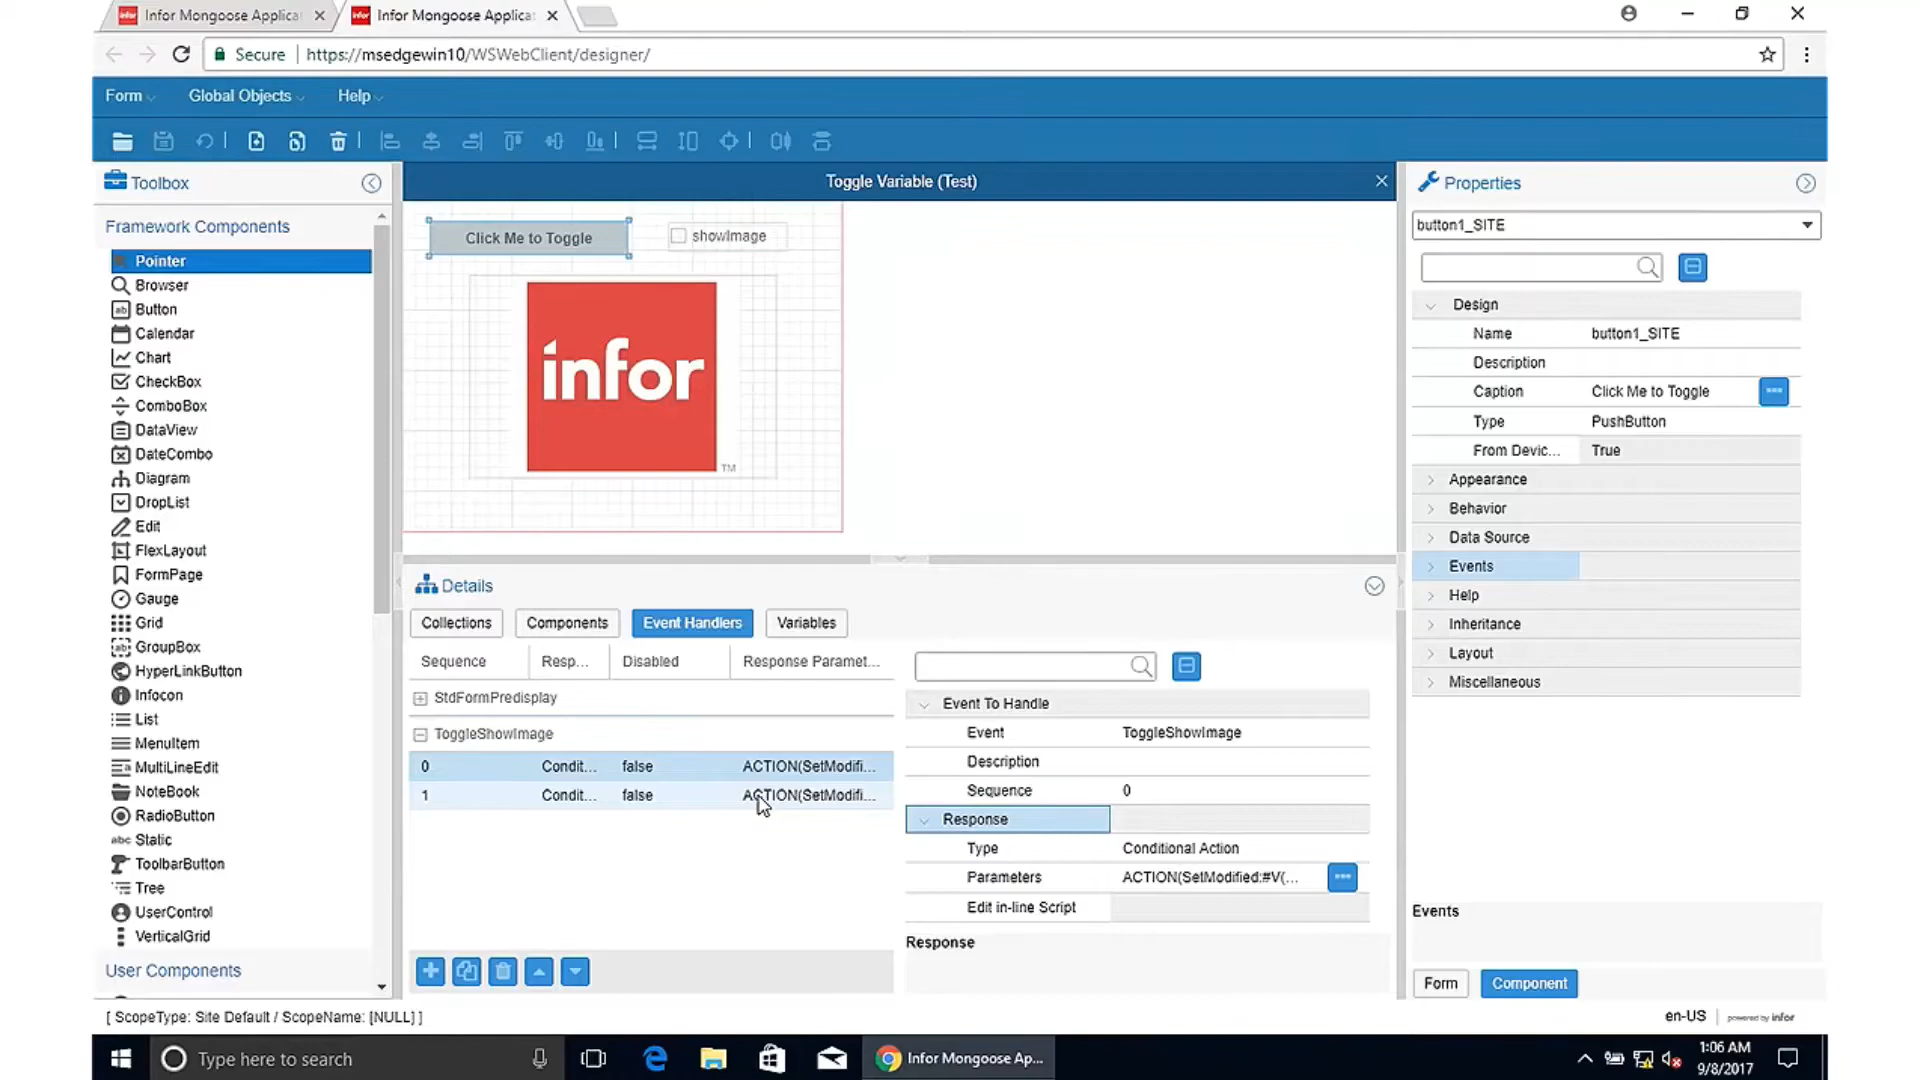 infor Infor Mongoose Applica
infor Infor Mongoose Applica
Secure https://msedgewin10/WSWebClient/designer/
Form Global Objects Help
Toolbox
Framework Components
Pointer
Browser
Button
Calendar
Chart
CheckBox
ComboBox
DataView
DateCombo
Diagram
DropList
Edit
FlexLayout
FormPage
Gauge
Grid
GroupBox
HyperLinkButton
Infocon
List
MenuItem
MultiLineEdit
NoteBook
RadioButton
abc Static
ToolbarButton
Tree
UserControl
VerticalGrid
User Components
Toggle Variable (Test)
Click Me to Toggle
showImage
infor
TM
Details
Collections Components Event Handlers Variables
Sequence Resp... Disabled Response Paramet...
StdFormPredisplay
ToggleShowImage
0 Condit... false ACTION(SetModifi...
1 Condit... false ACTION(SetModifi...
Event To Handle
Event ToggleShowImage
Description
Sequence 0
Response
Type Conditional Action
Parameters ACTION(SetModified:#V(...
Edit in-line Script
Response
Properties
button1_SITE
Design
Name button1_SITE
Description
Caption Click Me to Toggle
Type PushButton
From Devic... True
Appearance
Behavior
Data Source
Events
Help
Inheritance
Layout
Miscellaneous
Events
Form Component
[ ScopeType: Site Default / ScopeName: [NULL] ]
en-US powered by infor
Type here to search
Infor Mongoose Ap...
1:06 AM
9/8/2017